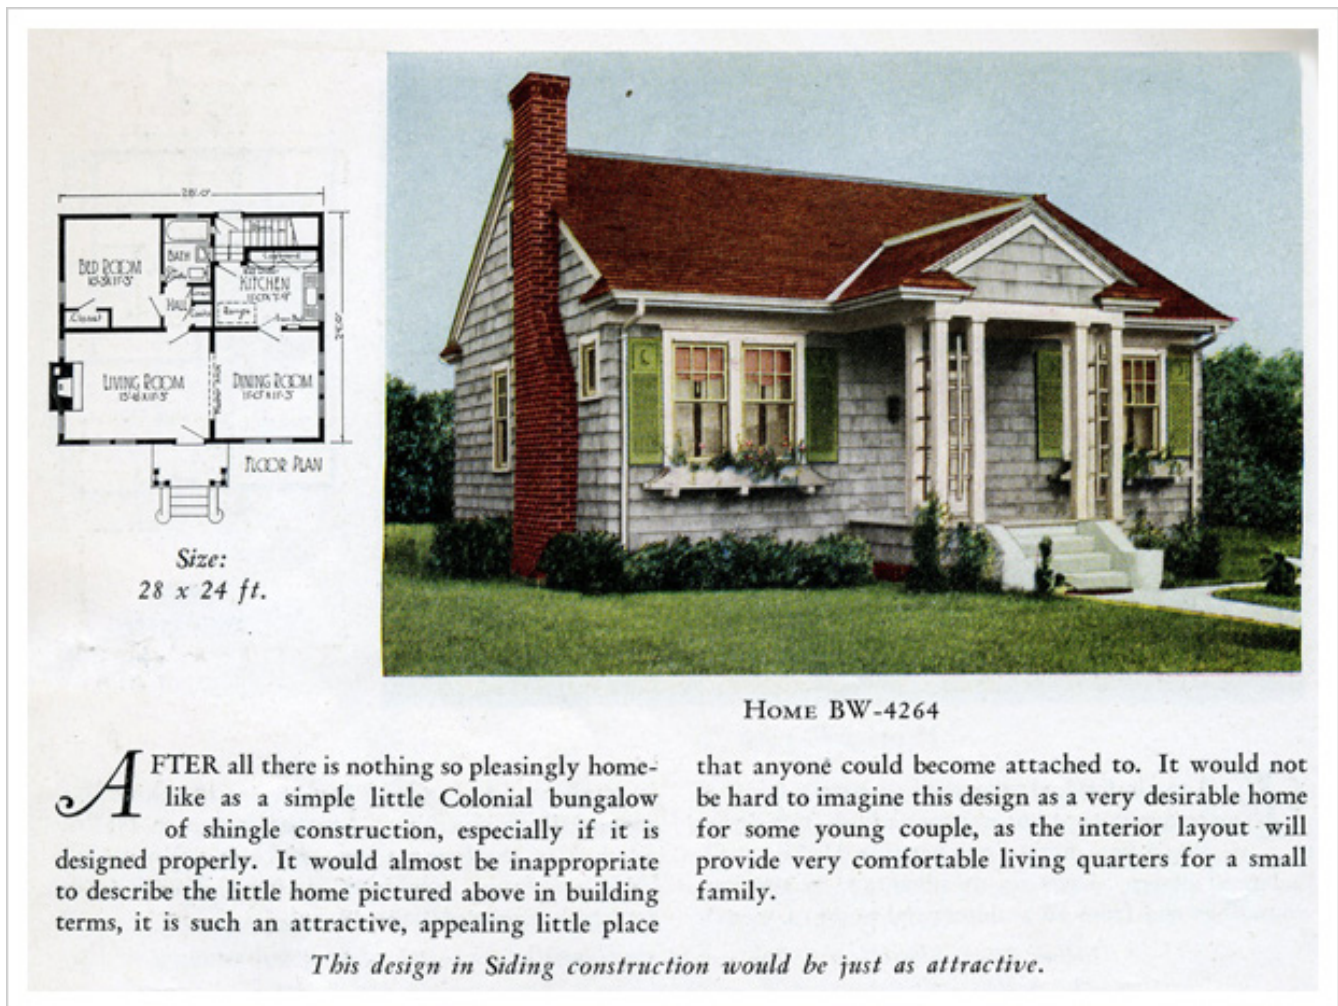 28'-0"
BED ROOM
BATH
KITCHEN
HALL
Closet
Range
24'-0"
LIVING ROOM
DINING ROOM
FLOOR PLAN
Size:
28 x 24 ft.
HOME BW-4264
AFTER all there is nothing so pleasingly home-
like as a simple little Colonial bungalow
of shingle construction, especially if it is
designed properly. It would almost be inappropriate
to describe the little home pictured above in building
terms, it is such an attractive, appealing little place
that anyone could become attached to. It would not
be hard to imagine this design as a very desirable home
for some young couple, as the interior layout will
provide very comfortable living quarters for a small
family.
This design in Siding construction would be just as attractive.